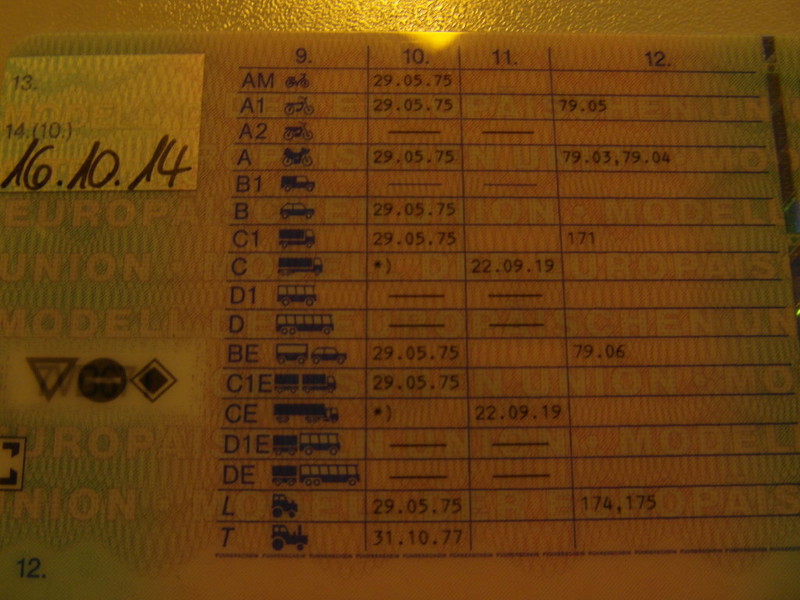 13.
14.(10.)
16.10.14
9. 10. 11. 12.
AM 29.05.75
A1 29.05.75 79.05
A2 —— ——
A 29.05.75 79.03,79.04
B1 —— ——
B 29.05.75
C1 29.05.75 171
C *) 22.09.19
D1 —— ——
D —— ——
BE 29.05.75 79.06
C1E 29.05.75
CE *) 22.09.19
D1E —— ——
DE —— ——
L 29.05.75 174,175
T 31.10.77
12.